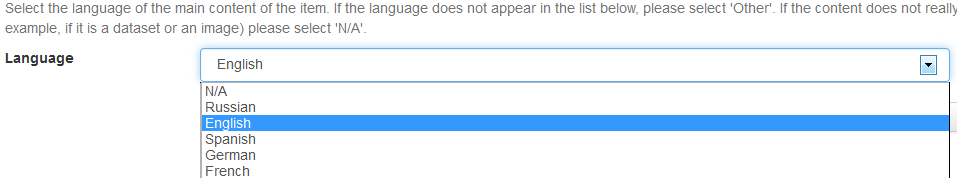 Select the language of the main content of the item. If the language does not appear in the list below, please select 'Other'. If the content does not really
example, if it is a dataset or an image) please select 'N/A'.
Language
English
N/A
Russian
English
Spanish
German
French